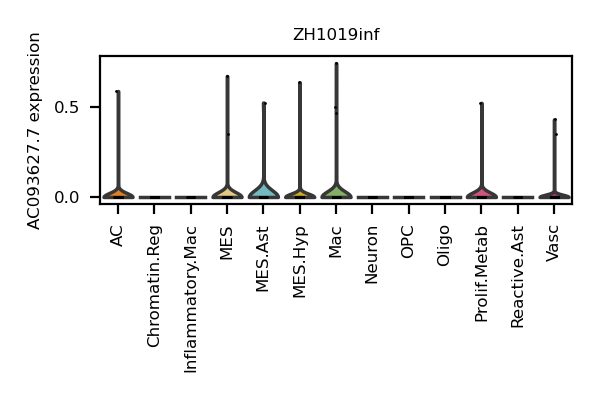 ZH1019inf
AC093627.7 expression
0.5
0.0
AC
Chromatin.Reg
Inflammatory.Mac
MES
MES.Ast
MES.Hyp
Mac
Neuron
OPC
Oligo
Prolif.Metab
Reactive.Ast
Vasc